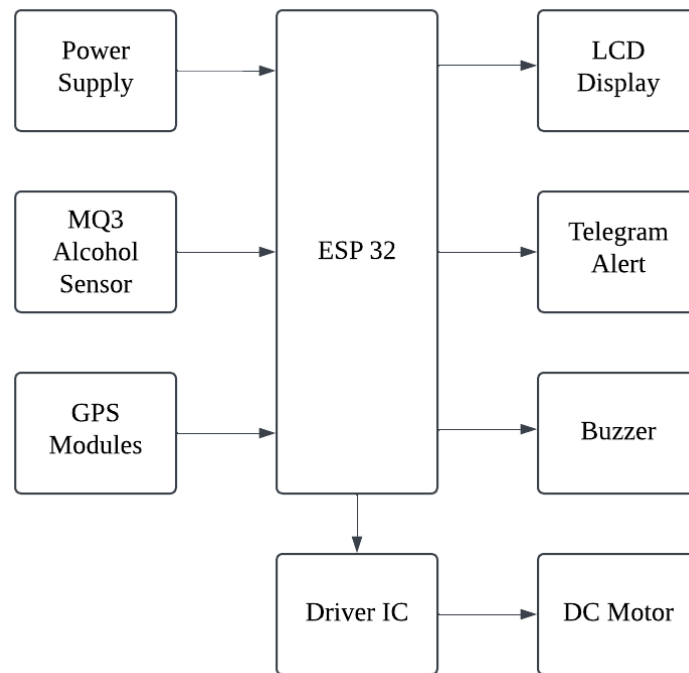 Power
Supply
LCD
Display
MQ3
Alcohol
Sensor
ESP 32
Telegram
Alert
GPS
Modules
Buzzer
Driver IC
DC Motor